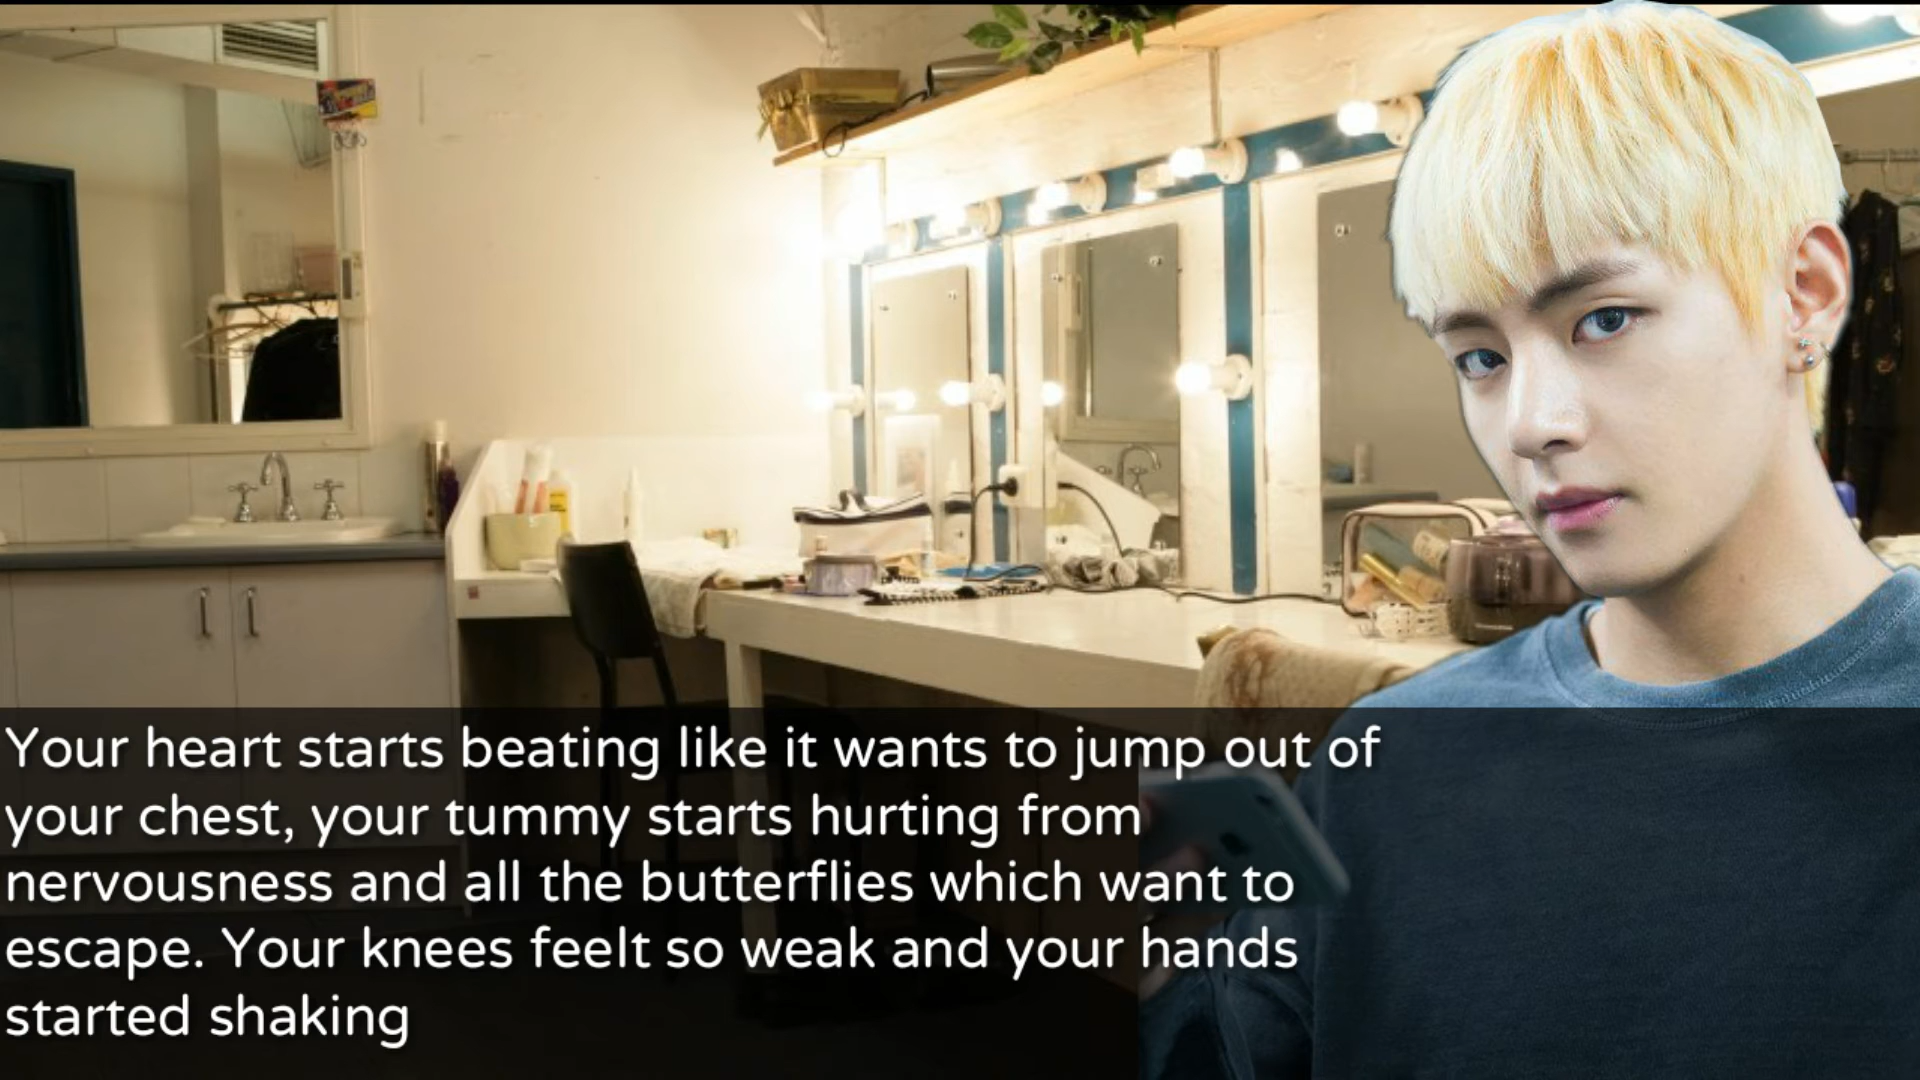 Your heart starts beating like it wants to jump out of
your chest, your tummy starts hurting from
nervousness and all the butterflies which want to
escape. Your knees feelt so weak and your hands
started shaking